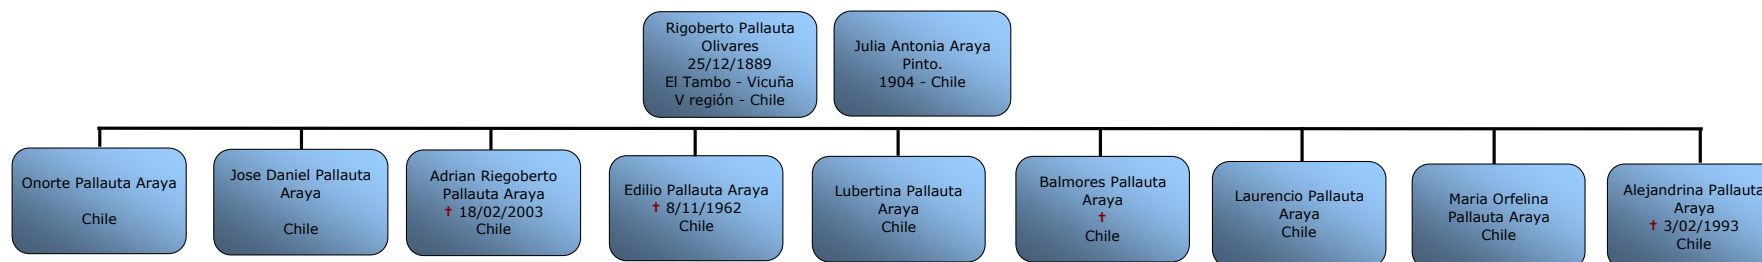 Rigoberto Pallauta
Olivares
25/12/1889
El Tambo - Vicuña
V región - Chile
Julia Antonia Araya
Pinto.
1904 - Chile
Onorte Pallauta Araya
Chile
Jose Daniel Pallauta
Araya
Chile
Adrian Riegoberto
Pallauta Araya
✝ 18/02/2003
Chile
Edilio Pallauta Araya
✝ 8/11/1962
Chile
Lubertina Pallauta
Araya
Chile
Balmores Pallauta
Araya
✝
Chile
Laurencio Pallauta
Araya
Chile
Maria Orfelina
Pallauta Araya
Chile
Alejandrina Pallauta
Araya
✝ 3/02/1993
Chile